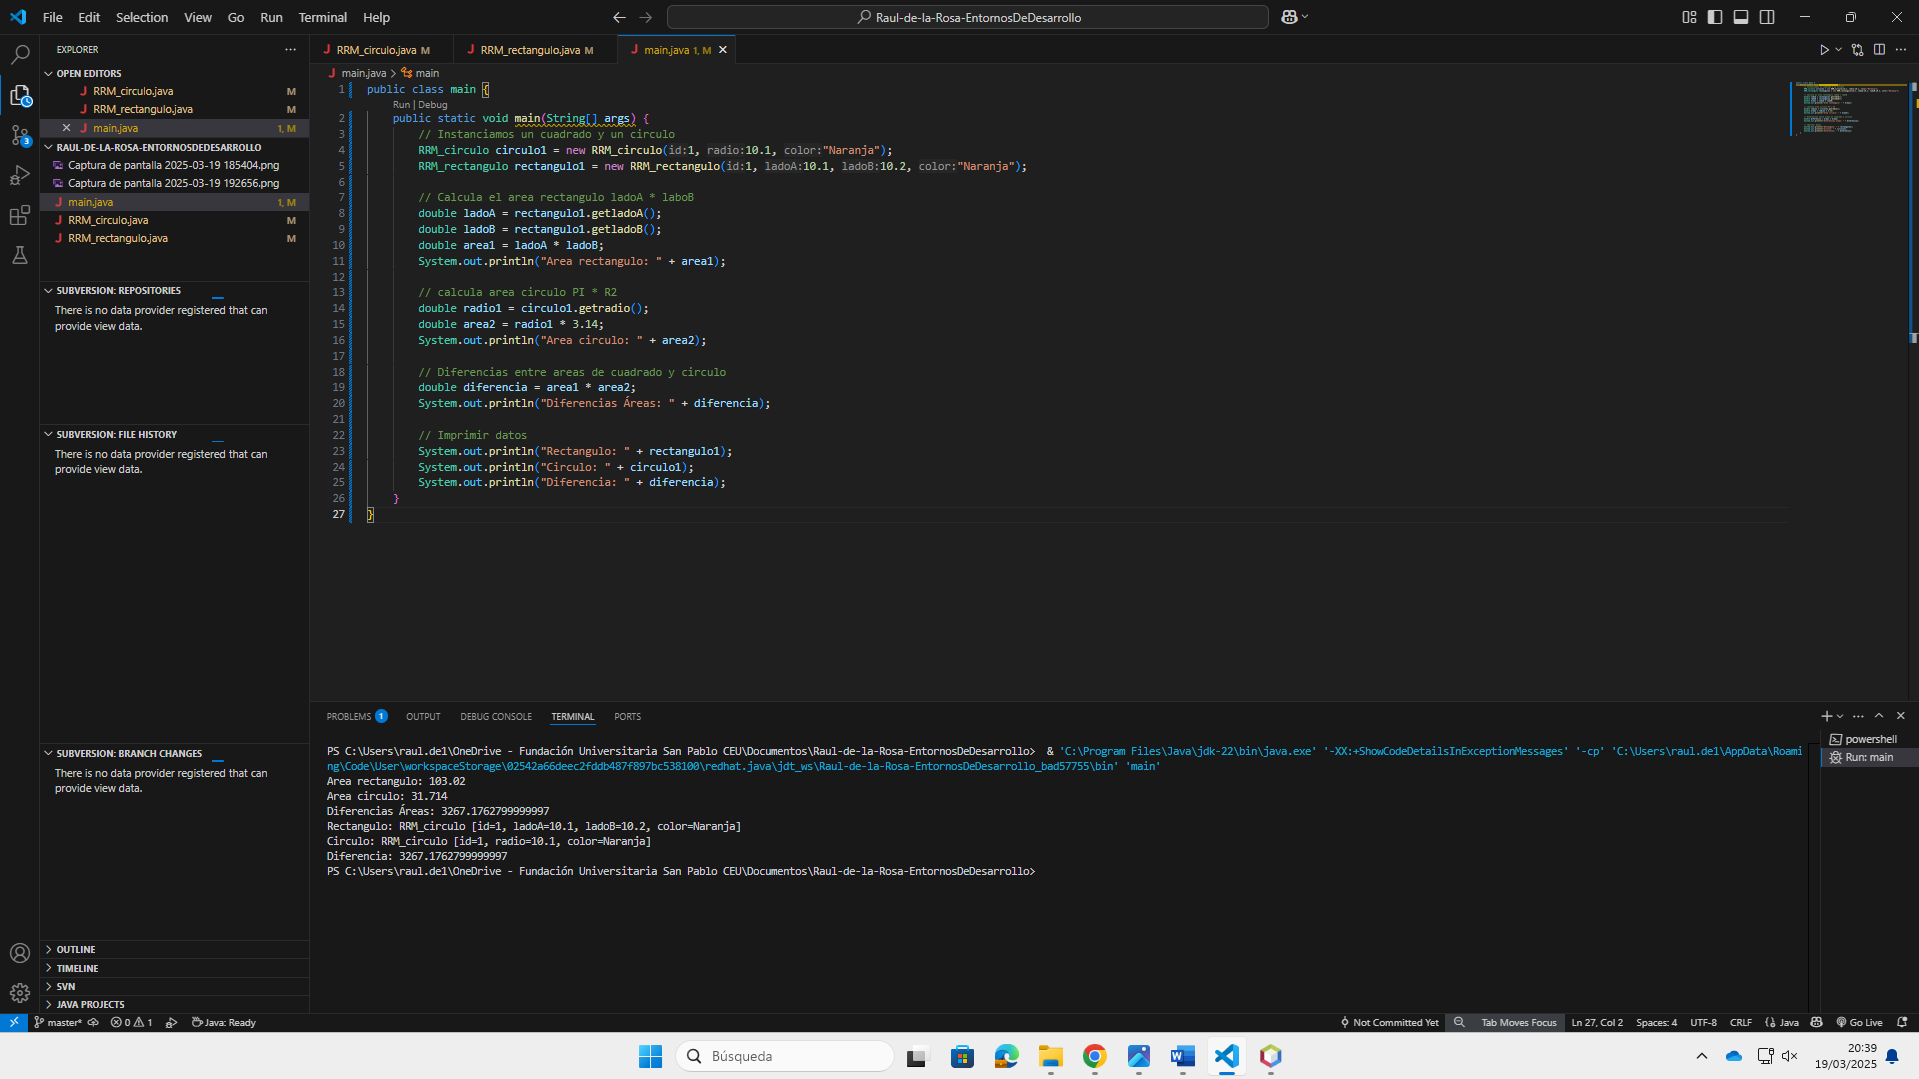 File Edit Selection View Go Run Terminal Help
Raul-de-la-Rosa-EntornosDeDesarrollo
EXPLORER
OPEN EDITORS
RRM_circulo.java M
RRM_rectangulo.java M
main.java 1, M
RAUL-DE-LA-ROSA-ENTORNOSDEDESARROLLO
Captura de pantalla 2025-03-19 185404.png
Captura de pantalla 2025-03-19 192656.png
main.java 1, M
RRM_circulo.java M
RRM_rectangulo.java M
SUBVERSION: REPOSITORIES
There is no data provider registered that can
provide view data.
SUBVERSION: FILE HISTORY
There is no data provider registered that can
provide view data.
SUBVERSION: BRANCH CHANGES
There is no data provider registered that can
provide view data.
OUTLINE
TIMELINE
SVN
JAVA PROJECTS
3
RRM_circulo.java M RRM_rectangulo.java M main.java 1, M
main.java > main
1 public class main {
Run | Debug
2 public static void main(String[] args) {
3 // Instanciamos un cuadrado y un circulo
4 RRM_circulo circulo1 = new RRM_circulo(id:1, radio:10.1, color:"Naranja");
5 RRM_rectangulo rectangulo1 = new RRM_rectangulo(id:1, ladoA:10.1, ladoB:10.2, color:"Naranja");
6
7 // Calcula el area rectangulo ladoA * laboB
8 double ladoA = rectangulo1.getladoA();
9 double ladoB = rectangulo1.getladoB();
10 double area1 = ladoA * ladoB;
11 System.out.println("Area rectangulo: " + area1);
12
13 // calcula area circulo PI * R2
14 double radio1 = circulo1.getradio();
15 double area2 = radio1 * 3.14;
16 System.out.println("Area circulo: " + area2);
17
18 // Diferencias entre areas de cuadrado y circulo
19 double diferencia = area1 * area2;
20 System.out.println("Diferencias Áreas: " + diferencia);
21
22 // Imprimir datos
23 System.out.println("Rectangulo: " + rectangulo1);
24 System.out.println("Circulo: " + circulo1);
25 System.out.println("Diferencia: " + diferencia);
26 }
27 }
PROBLEMS 1 OUTPUT DEBUG CONSOLE TERMINAL PORTS
PS C:\Users\raul.de1\OneDrive - Fundación Universitaria San Pablo CEU\Documentos\Raul-de-la-Rosa-EntornosDeDesarrollo> & 'C:\Program Files\Java\jdk-22\bin\java.exe' '-XX:+ShowCodeDetailsInExceptionMessages' '-cp' 'C:\Users\raul.de1\AppData\Roami
ng\Code\User\workspaceStorage\02542a66deec2fddb487f897bc538100\redhat.java\jdt_ws\Raul-de-la-Rosa-EntornosDeDesarrollo_bad57755\bin' 'main'
Area rectangulo: 103.02
Area circulo: 31.714
Diferencias Áreas: 3267.1762799999997
Rectangulo: RRM_circulo [id=1, ladoA=10.1, ladoB=10.2, color=Naranja]
Circulo: RRM_circulo [id=1, radio=10.1, color=Naranja]
Diferencia: 3267.1762799999997
PS C:\Users\raul.de1\OneDrive - Fundación Universitaria San Pablo CEU\Documentos\Raul-de-la-Rosa-EntornosDeDesarrollo>
powershell
Run: main
master* 0 1 Java: Ready
Not Committed Yet Tab Moves Focus Ln 27, Col 2 Spaces: 4 UTF-8 CRLF {} Java Go Live
Búsqueda
20:39
19/03/2025